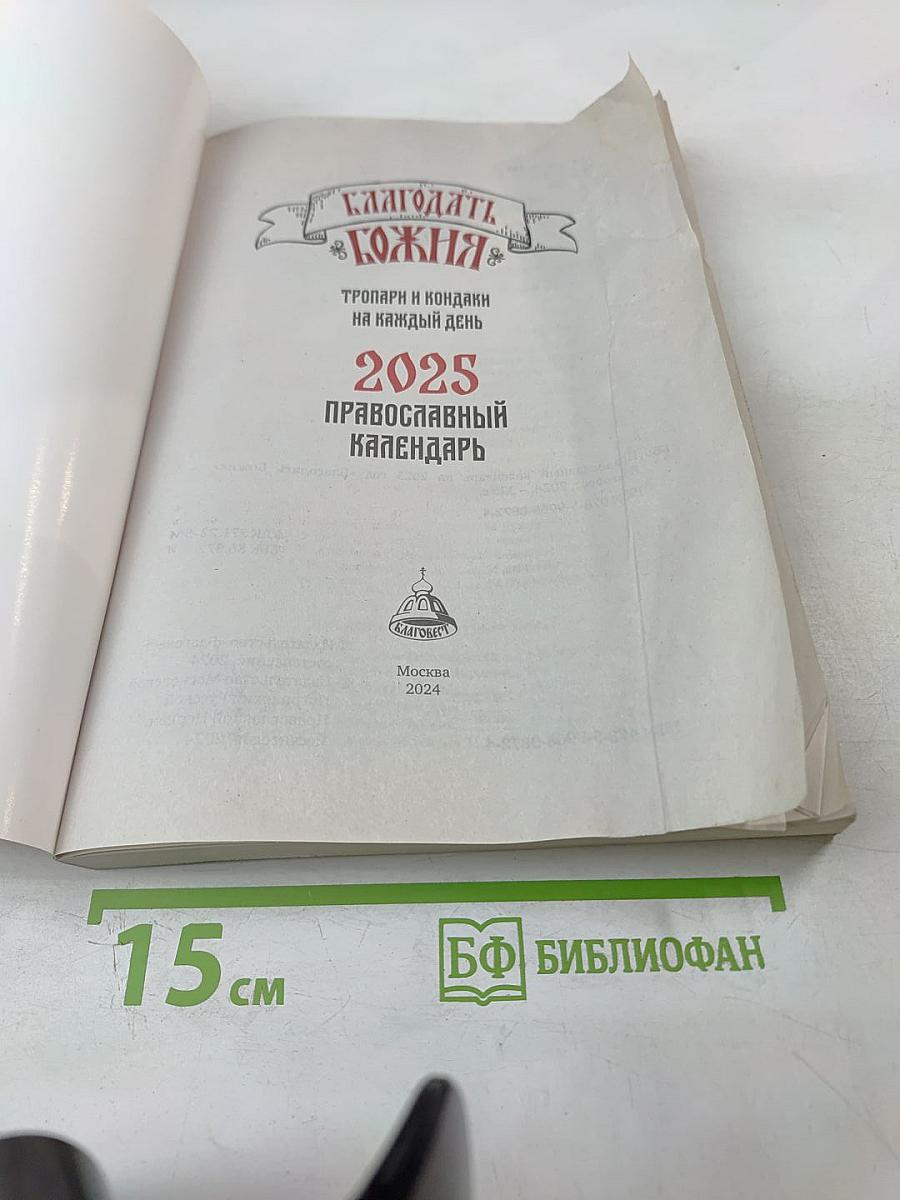 БЛАГОДАТЬ
БОЖИЯ
ТРОПАРИ И КОНДАКИ
НА КАЖДЫЙ ДЕНЬ
2025
ПРАВОСЛАВНЫЙ
КАЛЕНДАРЬ
БЛАГОВЕСТ
Москва
2024
15 см
БФ БИБЛИОФАН